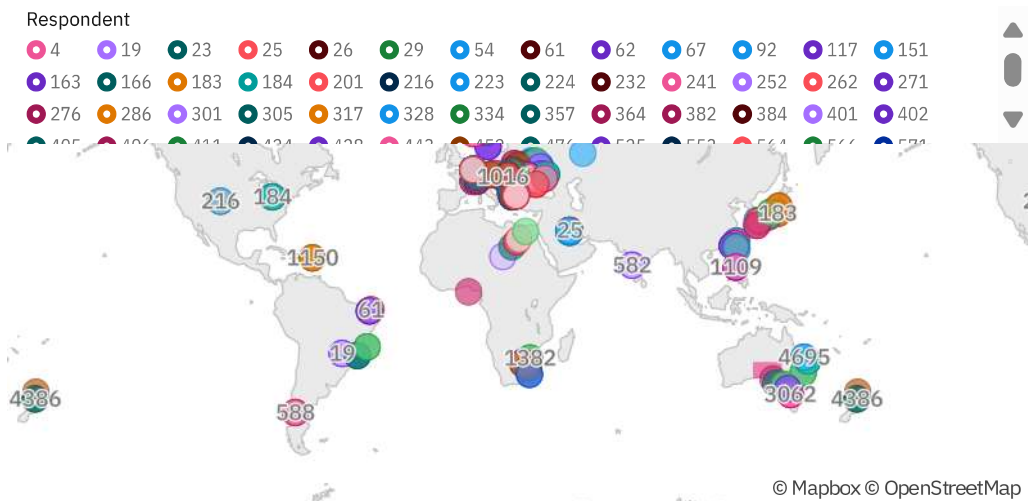 Respondent
4 19 23 25 26 29 54 61 62 67 92 117 151
163 166 183 184 201 216 223 224 232 241 252 262 271
276 286 301 305 317 328 334 357 364 382 384 401 402
1016
216 184 183
25
1150 582 1109
61
19 1382 4695
4386 3062 4386
588
© Mapbox © OpenStreetMap